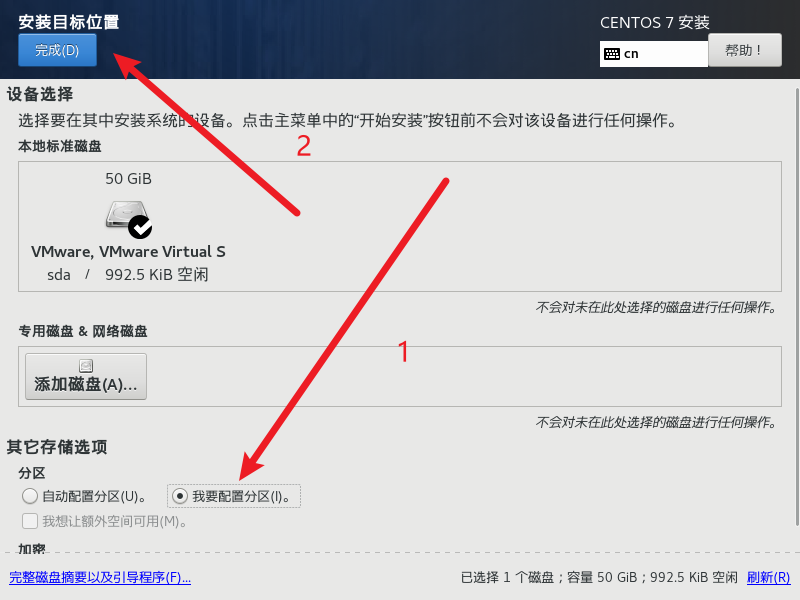 安装目标位置
CENTOS 7 安装
完成(D)
cn
帮助！
设备选择
选择要在其中安装系统的设备。点击主菜单中的“开始安装”按钮前不会对该设备进行任何操作。
本地标准磁盘
2
50 GiB
VMware, VMware Virtual S
sda / 992.5 KiB 空闲
不会对未在此处选择的磁盘进行任何操作。
专用磁盘 & 网络磁盘
1
添加磁盘(A)...
不会对未在此处选择的磁盘进行任何操作。
其它存储选项
分区
自动配置分区(U)。 我要配置分区(I)。
我想让额外空间可用(M)。
加密
完整磁盘摘要以及引导程序(F)...
已选择 1 个磁盘；容量 50 GiB；992.5 KiB 空闲 刷新(R)